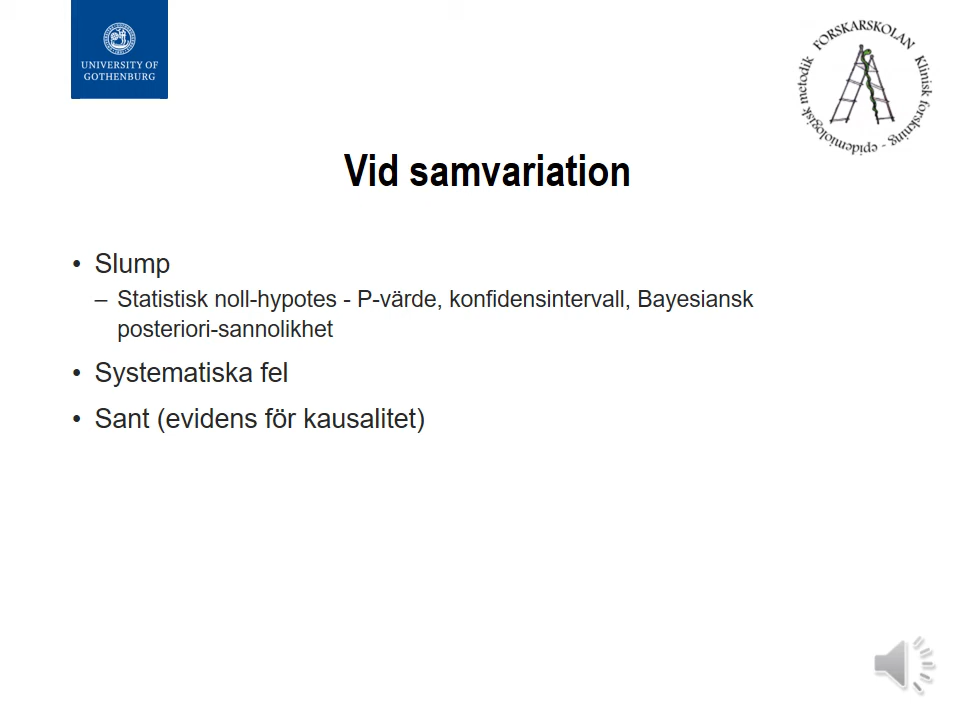 UNIVERSITY OF
GOTHENBURG
FORSKARSKOLAN
Klinisk forskning - epidemiologisk metodik
Vid samvariation
• Slump
– Statistisk noll-hypotes - P-värde, konfidensintervall, Bayesiansk
posteriori-sannolikhet
• Systematiska fel
• Sant (evidens för kausalitet)